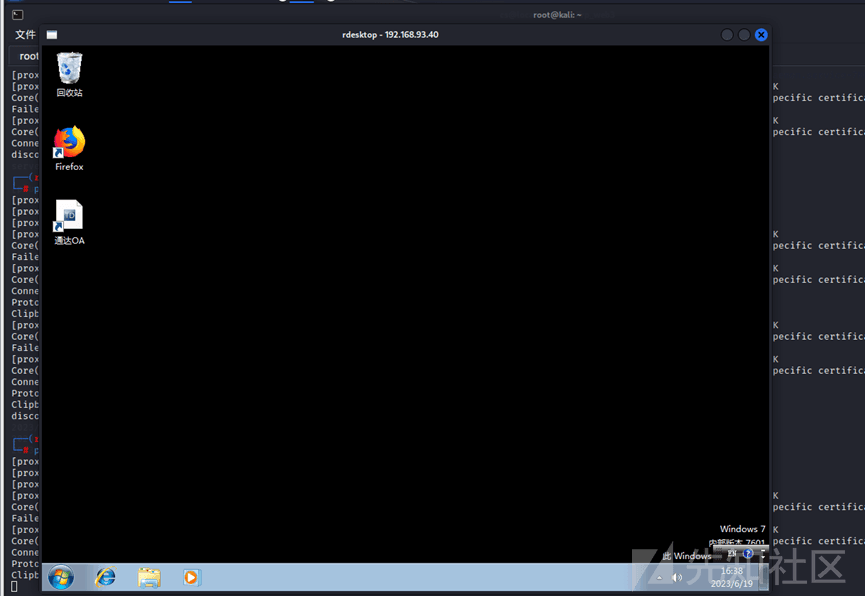 root@kali: ~
文件
rdesktop - 192.168.93.40
root
[prox
[prox K
Core( pecific certifica
Faile
[prox K
Core( pecific certifica
Conne
disco
[prox
[prox
[prox
[prox K
Core( pecific certifica
Faile
[prox K
Core( pecific certifica
Conne
Proto
Clipb
[prox K
Core( pecific certifica
Faile
[prox K
Core( pecific certifica
Conne
Proto
Clipb
disco
[prox
[prox
[prox
[prox K
Core( pecific certifica
Faile
[prox K
Core( pecific certifica
Conne
Proto
Clipb
回收站
Firefox
通达OA
Windows 7
内部版本 7601
此 Windows
16:38
2023/6/19
先知社区